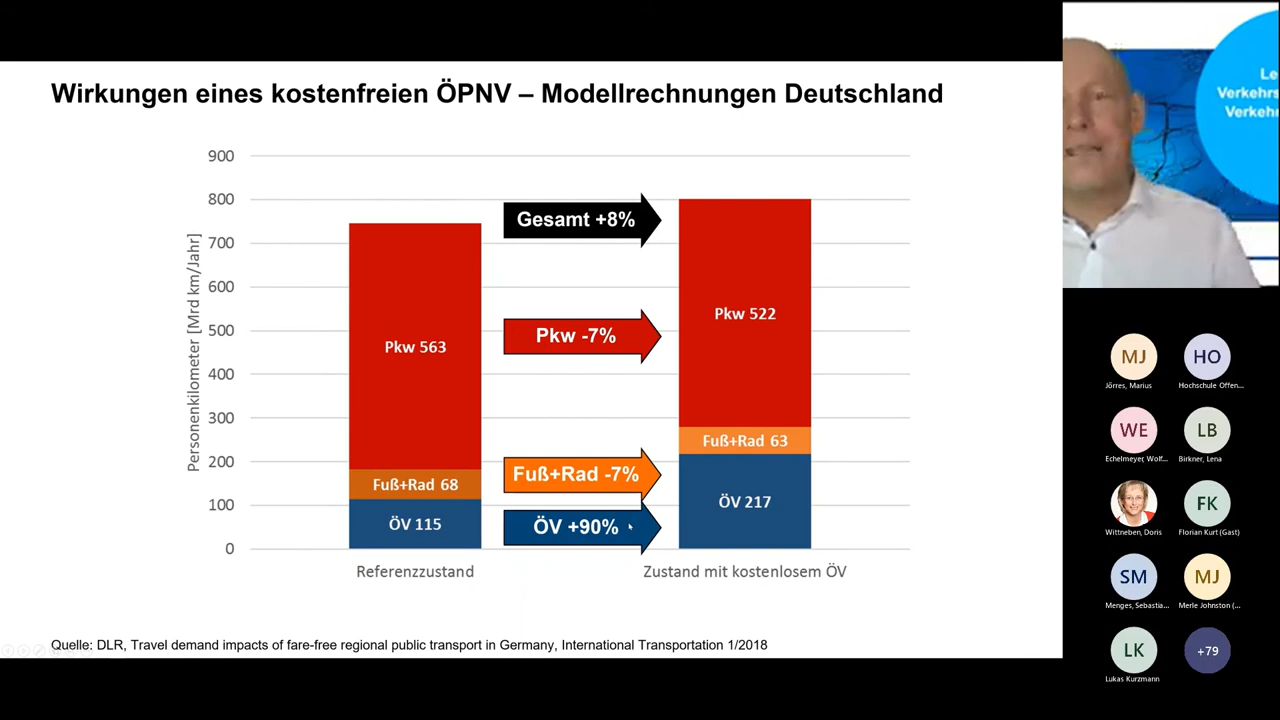 Wirkungen eines kostenfreien ÖPNV – Modellrechnungen Deutschland
Personenkilometer [Mrd km/Jahr]
900
800
700
600
500
400
300
200
100
0
Pkw 563
Fuß+Rad 68
ÖV 115
Gesamt +8%
Pkw -7%
Fuß+Rad -7%
ÖV +90%
Pkw 522
Fuß+Rad 63
ÖV 217
Referenzzustand
Zustand mit kostenlosem ÖV
Quelle: DLR, Travel demand impacts of fare-free regional public transport in Germany, International Transportation 1/2018
Le
Verkehrs
Verkeh
MJ
Jörres, Marius
HO
Hochschule Offen...
WE
Echelmeyer, Wolf...
LB
Birkner, Lena
Wittneben, Doris
FK
Florian Kurt (Gast)
SM
Menges, Sebastia...
MJ
Merle Johnston (...
LK
Lukas Kurzmann
+79